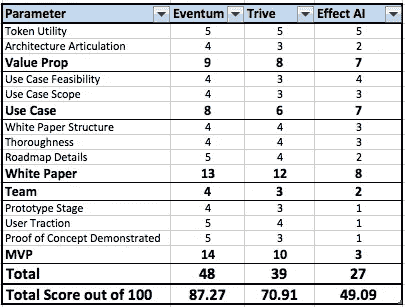 Parameter Eventum Trive Effect AI
Token Utility 5 5 5
Architecture Articulation 4 3 2
Value Prop 9 8 7
Use Case Feasibility 4 3 4
Use Case Scope 4 3 3
Use Case 8 6 7
White Paper Structure 4 4 3
Thoroughness 4 4 3
Roadmap Details 5 4 2
White Paper 13 12 8
Team 4 3 2
Prototype Stage 4 3 1
User Traction 5 4 1
Proof of Concept Demonstrated 5 3 1
MVP 14 10 3
Total 48 39 27
Total Score out of 100 87.27 70.91 49.09